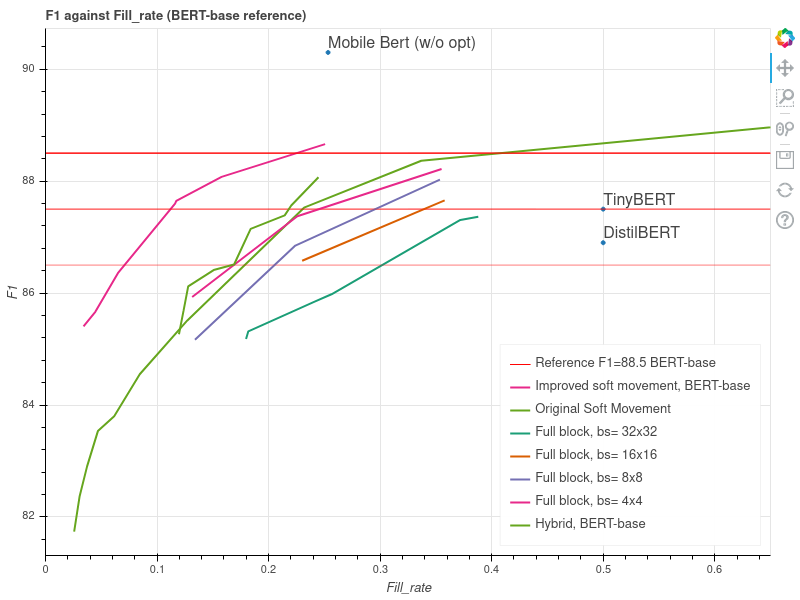 F1 against Fill_rate (BERT-base reference)
Mobile Bert (w/o opt)
90
88
TinyBERT
DistilBERT
F1
86
84
82
Reference F1=88.5 BERT-base
Improved soft movement, BERT-base
Original Soft Movement
Full block, bs= 32x32
Full block, bs= 16x16
Full block, bs= 8x8
Full block, bs= 4x4
Hybrid, BERT-base
0 0.1 0.2 0.3 0.4 0.5 0.6
Fill_rate